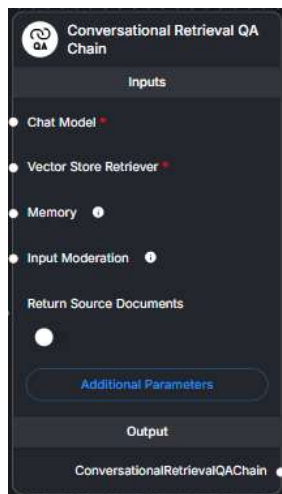 QA
Conversational Retrieval QA
Chain
Inputs
Chat Model *
Vector Store Retriever *
Memory
Input Moderation
Return Source Documents
Additional Parameters
Output
ConversationalRetrievalQAChain